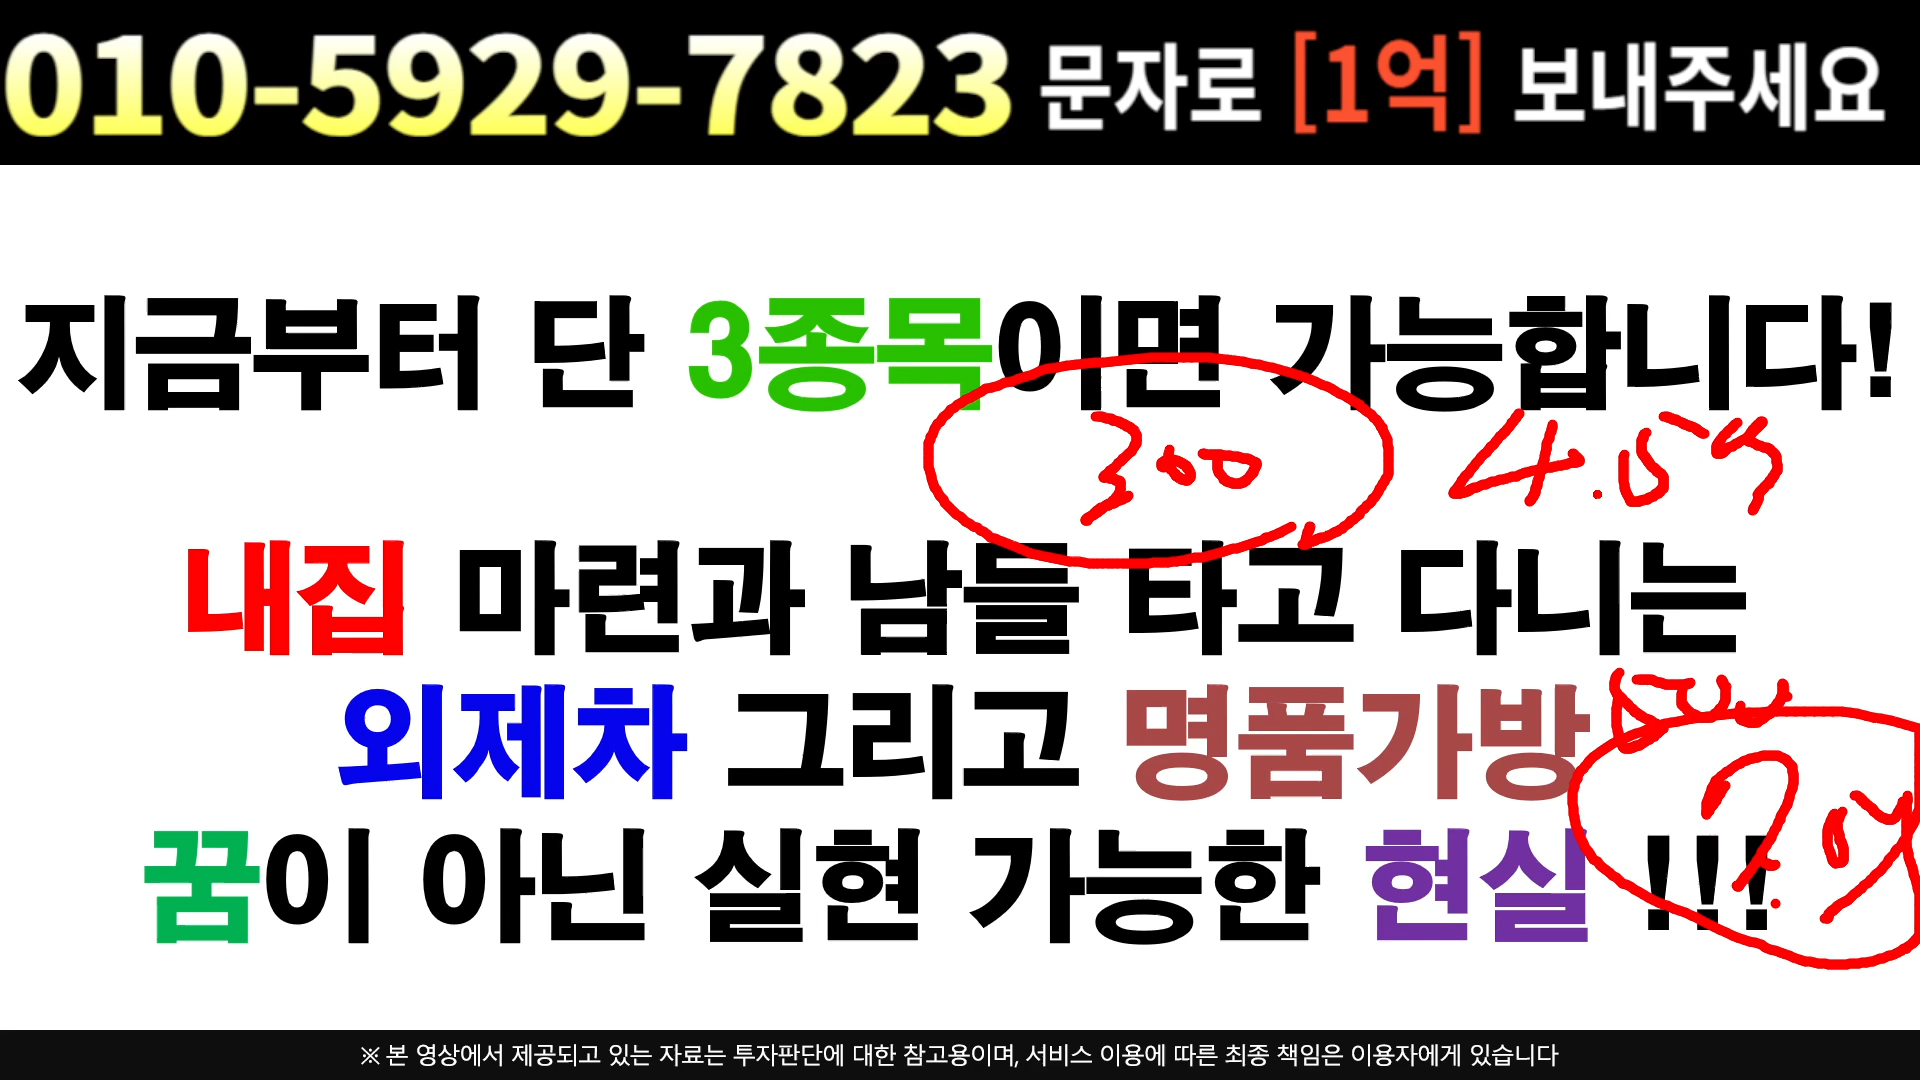 010-5929-7823 문자로 [1억] 보내주세요
지금부터 단 3종목이면 가능합니다!
300
내집 마련과 남들 타고 다니는
외제차 그리고 명품가방
꿈이 아닌 실현 가능한 현실 !!!
※ 본 영상에서 제공되고 있는 자료는 투자판단에 대한 참고용이며, 서비스 이용에 따른 최종 책임은 이용자에게 있습니다